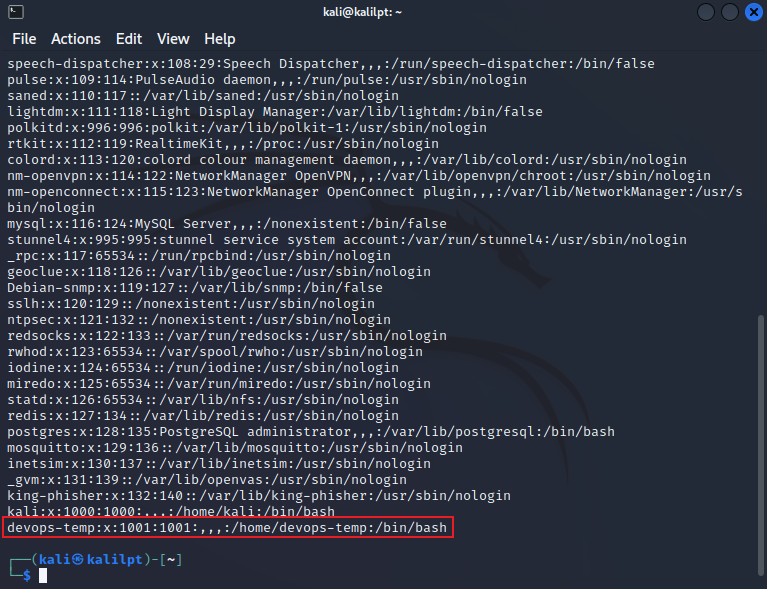 kali@kalilpt: ~
File Actions Edit View Help
speech-dispatcher:x:108:29:Speech Dispatcher,,,:/run/speech-dispatcher:/bin/false
pulse:x:109:114:PulseAudio daemon,,,:/run/pulse:/usr/sbin/nologin
saned:x:110:117::/var/lib/saned:/usr/sbin/nologin
lightdm:x:111:118:Light Display Manager:/var/lib/lightdm:/bin/false
polkitd:x:996:996:polkit:/var/lib/polkit-1:/usr/sbin/nologin
rtkit:x:112:119:RealtimeKit,,,:/proc:/usr/sbin/nologin
colord:x:113:120:colord colour management daemon,,,:/var/lib/colord:/usr/sbin/nologin
nm-openvpn:x:114:122:NetworkManager OpenVPN,,,:/var/lib/openvpn/chroot:/usr/sbin/nologin
nm-openconnect:x:115:123:NetworkManager OpenConnect plugin,,,:/var/lib/NetworkManager:/usr/s
bin/nologin
mysql:x:116:124:MySQL Server,,,:/nonexistent:/bin/false
stunnel4:x:995:995:stunnel service system account:/var/run/stunnel4:/usr/sbin/nologin
_rpc:x:117:65534::/run/rpcbind:/usr/sbin/nologin
geoclue:x:118:126::/var/lib/geoclue:/usr/sbin/nologin
Debian-snmp:x:119:127::/var/lib/snmp:/bin/false
sslh:x:120:129::/nonexistent:/usr/sbin/nologin
ntpsec:x:121:132::/nonexistent:/usr/sbin/nologin
redsocks:x:122:133::/var/run/redsocks:/usr/sbin/nologin
rwhod:x:123:65534::/var/spool/rwho:/usr/sbin/nologin
iodine:x:124:65534::/run/iodine:/usr/sbin/nologin
miredo:x:125:65534::/var/run/miredo:/usr/sbin/nologin
statd:x:126:65534::/var/lib/nfs:/usr/sbin/nologin
redis:x:127:134::/var/lib/redis:/usr/sbin/nologin
postgres:x:128:135:PostgreSQL administrator,,,:/var/lib/postgresql:/bin/bash
mosquitto:x:129:136::/var/lib/mosquitto:/usr/sbin/nologin
inetsim:x:130:137::/var/lib/inetsim:/usr/sbin/nologin
_gvm:x:131:139::/var/lib/openvas:/usr/sbin/nologin
king-phisher:x:132:140::/var/lib/king-phisher:/usr/sbin/nologin
kali:x:1000:1000:,,,:/home/kali:/bin/bash
devops-temp:x:1001:1001:,,,:/home/devops-temp:/bin/bash
┌──(kali㉿kalilpt)-[~]
└─$